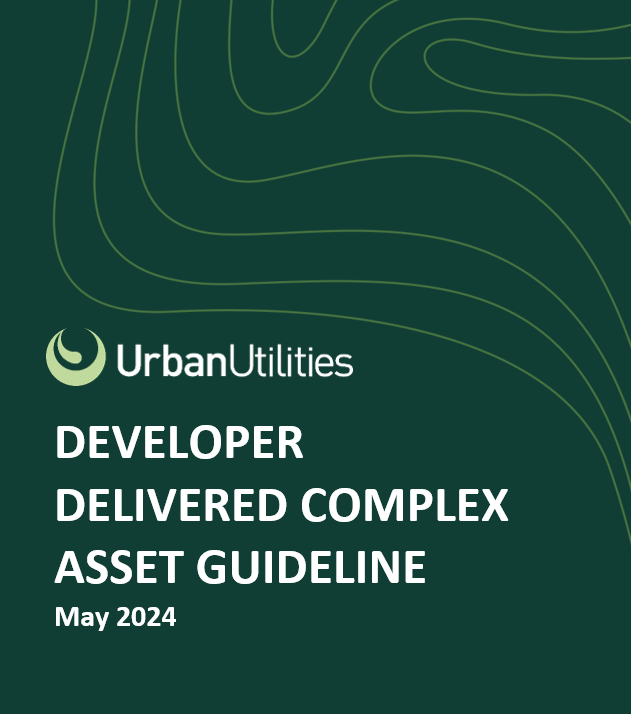 UrbanUtilities
DEVELOPER
DELIVERED COMPLEX
ASSET GUIDELINE
May 2024